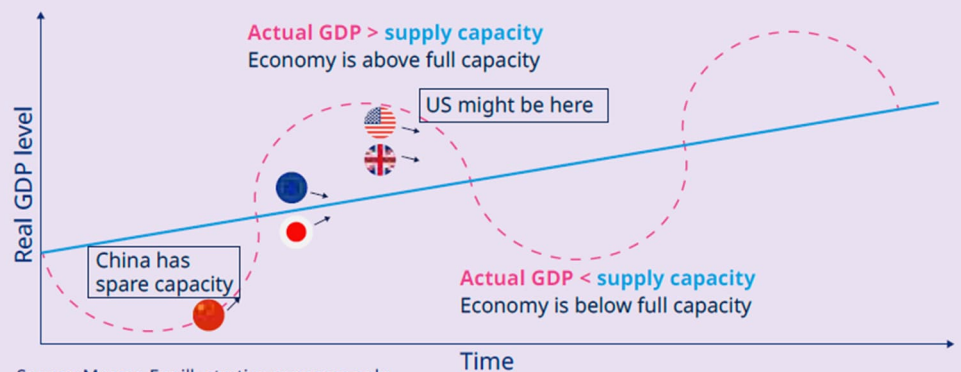 Actual GDP > supply capacity
Economy is above full capacity
US might be here
Real GDP level
China has
spare capacity
Actual GDP < supply capacity
Economy is below full capacity
Time